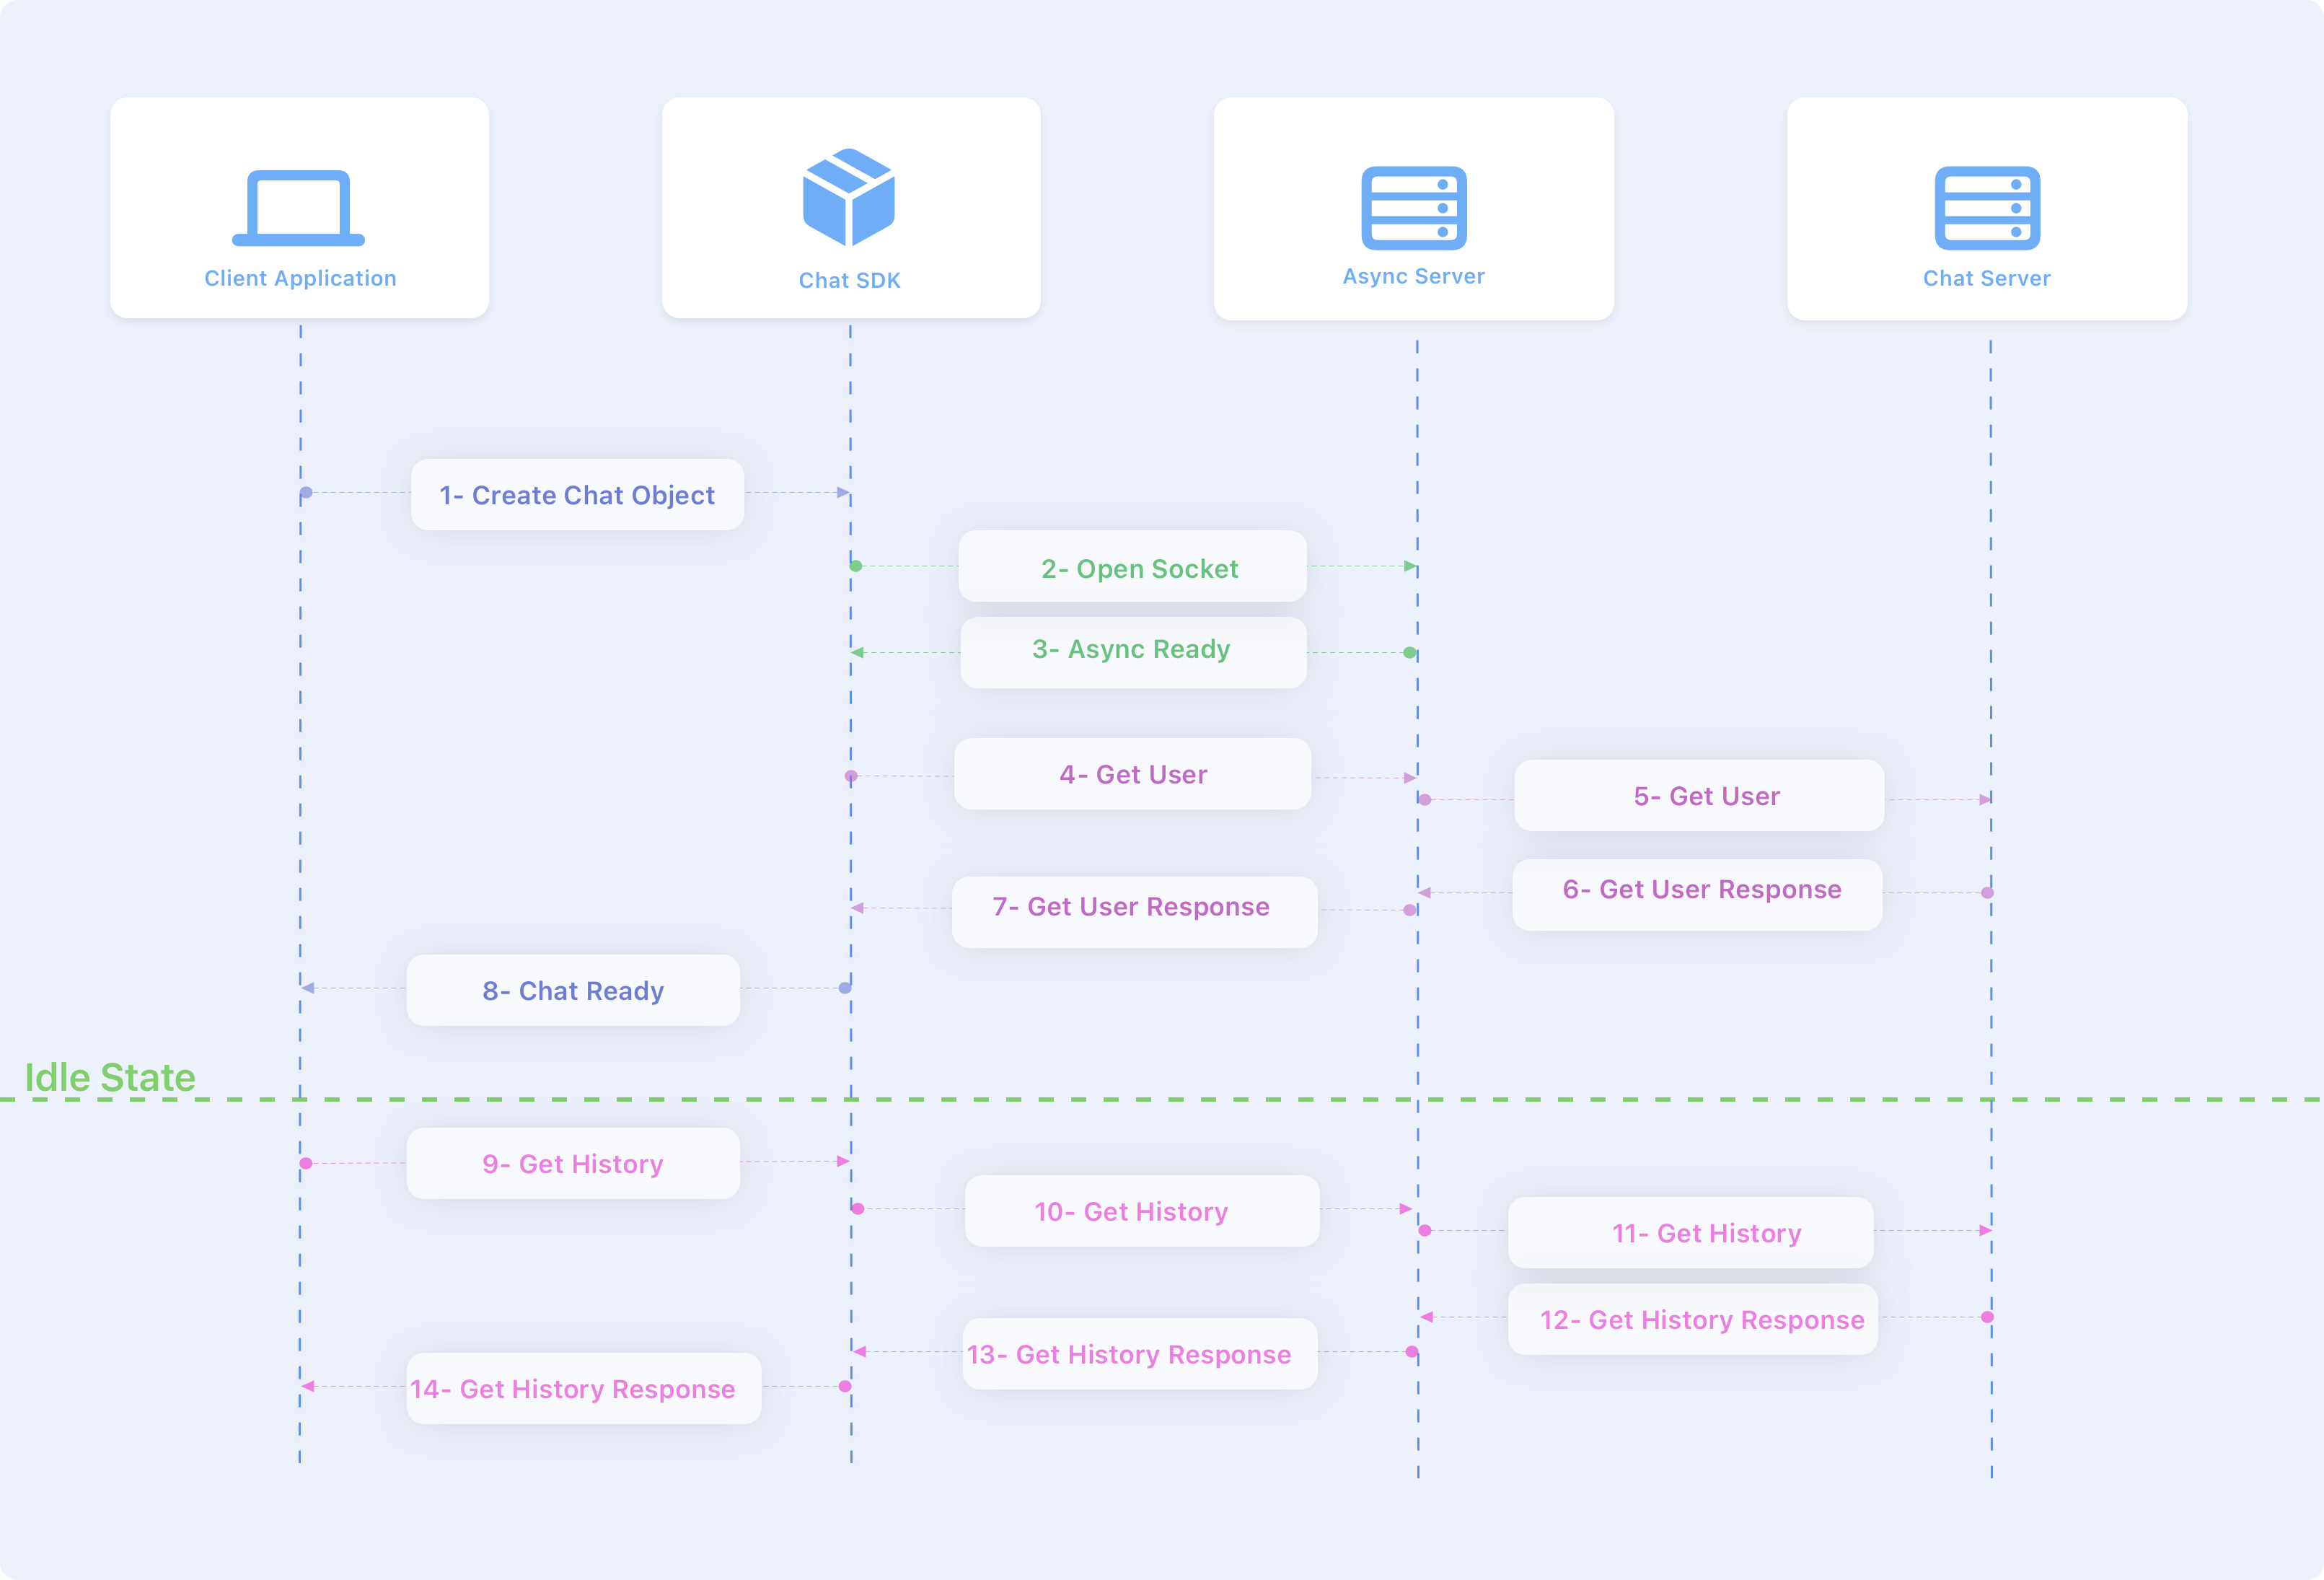 Client Application
Chat SDK
Async Server
Chat Server
1- Create Chat Object
2- Open Socket
3- Async Ready
4- Get User
5- Get User
6- Get User Response
7- Get User Response
8- Chat Ready
Idle State
9- Get History
10- Get History
11- Get History
12- Get History Response
13- Get History Response
14- Get History Response